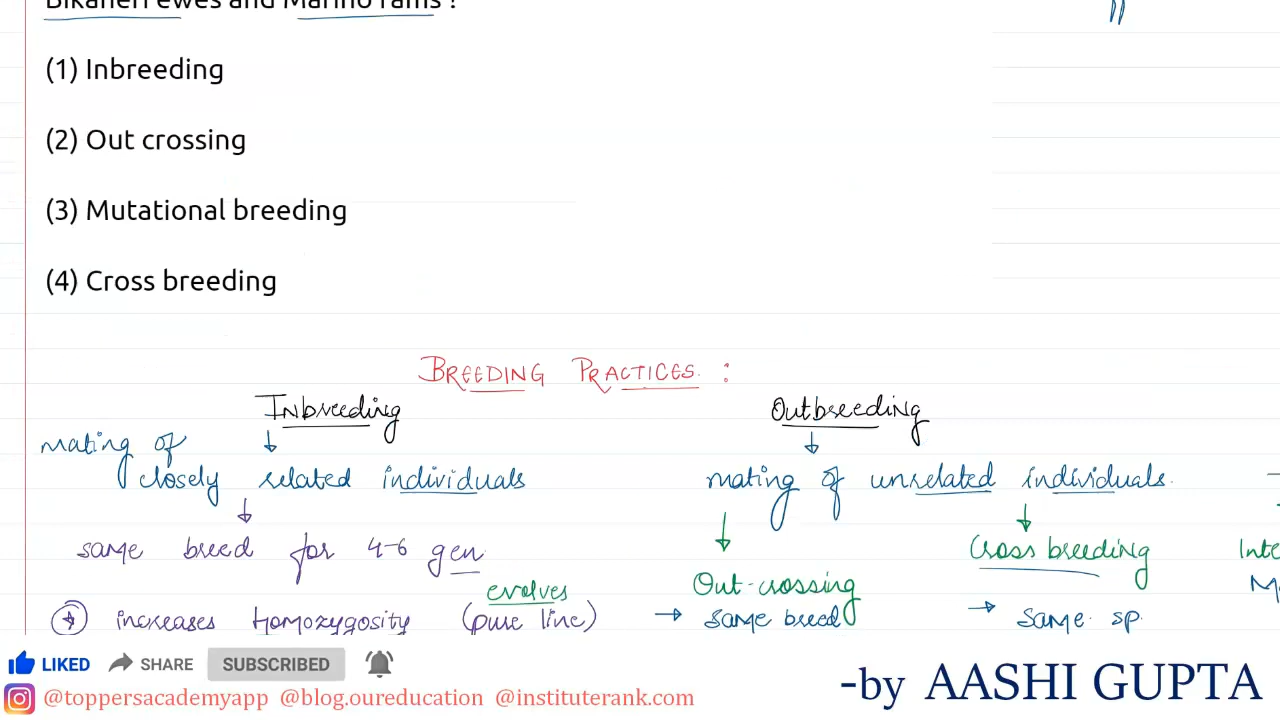 Bikaneri ewes and Marino rams ?
(1) Inbreeding
(2) Out crossing
(3) Mutational breeding
(4) Cross breeding
BREEDING PRACTICES :
Inbreeding
Outbreeding
mating of
closely related individuals
mating of unrelated individuals.
same breed for 4-6 gen
Cross breeding
Out-crossing
evolves
increases Homozygosity (pure line)
→ same breed
→ same sp.
LIKED SHARE SUBSCRIBED
@toppersacademyapp @blog.oureducation @instituterank.com
-by AASHI GUPTA